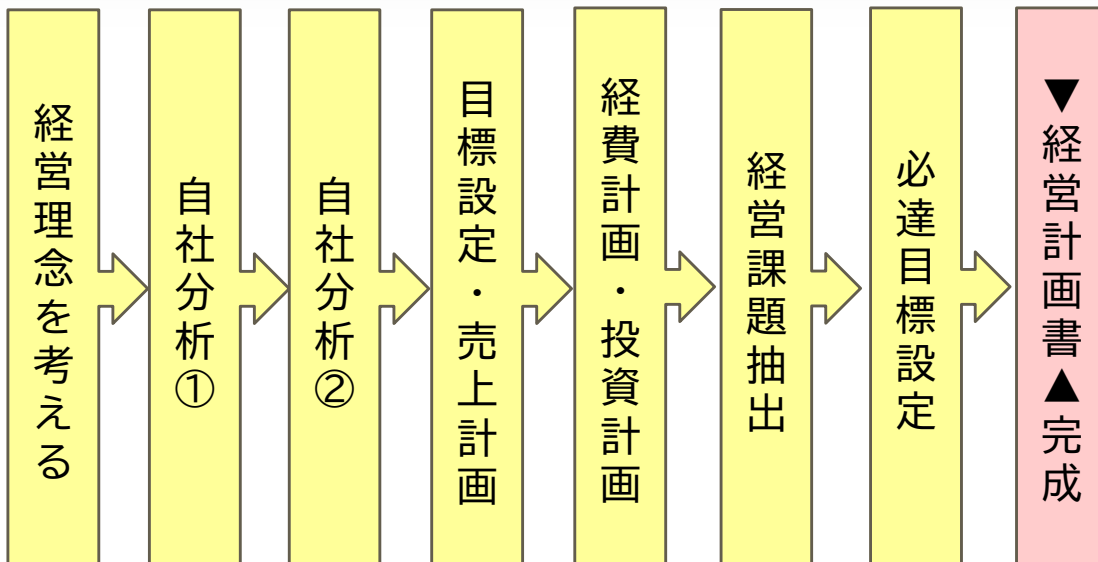 経営理念を考える
自社分析①
自社分析②
目標設定・売上計画
経費計画・投資計画
経営課題抽出
必達目標設定
▼経営計画書▲完成